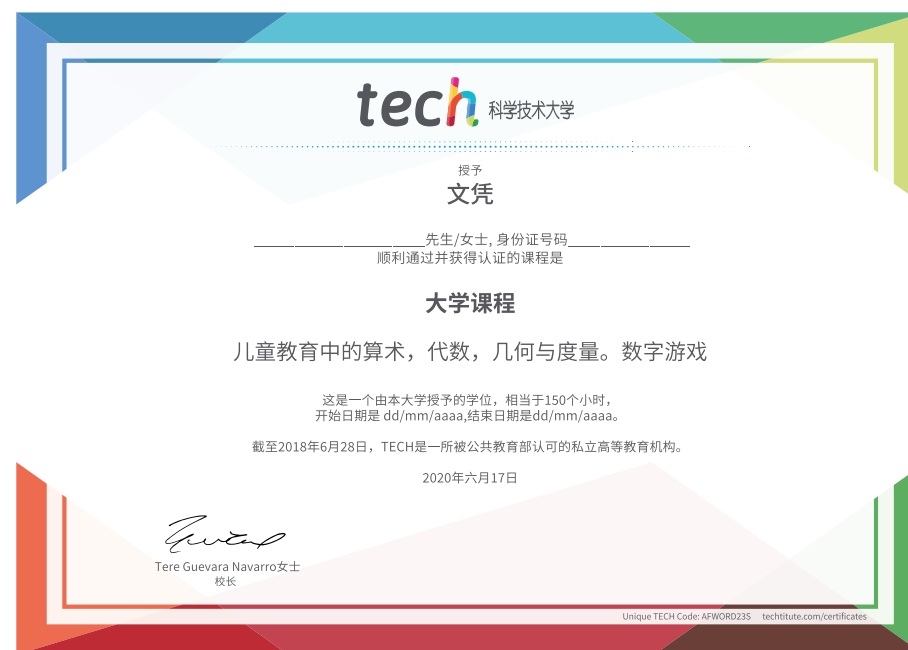 tech 科学技术大学
授予
文凭
先生/女士, 身份证号码
顺利通过并获得认证的课程是
大学课程
儿童教育中的算术，代数，几何与度量。数字游戏
这是一个由本大学授予的学位，相当于150个小时，
开始日期是 dd/mm/aaaa,结束日期是dd/mm/aaaa。
截至2018年6月28日，TECH是一所被公共教育部认可的私立高等教育机构。
2020年六月17日
Tere Guevara Navarro女士
校长
Unique TECH Code: AFWORD23S techtitute.com/certificates